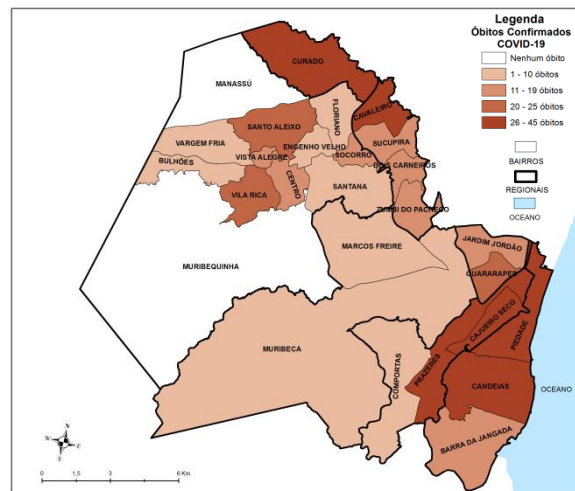 Legenda
Óbitos Confirmados
COVID-19
Nenhum óbito
1 - 10 óbitos
11 - 19 óbitos
20 - 25 óbitos
26 - 45 óbitos
BAIRROS
REGIONAIS
OCEANO
CURADO
MANASSÚ
CAVALEIRO
FLORIANO
SANTO ALEIXO
SUCUPIRA
VARGEM FRIA
ENGENHO VELHO
BULHÕES
VISTA ALEGRE
SOCORRO
DOIS CARNEIROS
CENTRO
VILA RICA
SANTANA
ZUMBI DO PACHECO
MARCOS FREIRE
JARDIM JORDÃO
MURIBEQUINHA
GUARARAPES
CAJUEIRO SECO
PIEDADE
MURIBECA
COMPORTAS
PRAZERES
CANDEIAS
OCEANO
BARRA DA JANGADA
N
W
E
S
0
1,5
3
6 Km